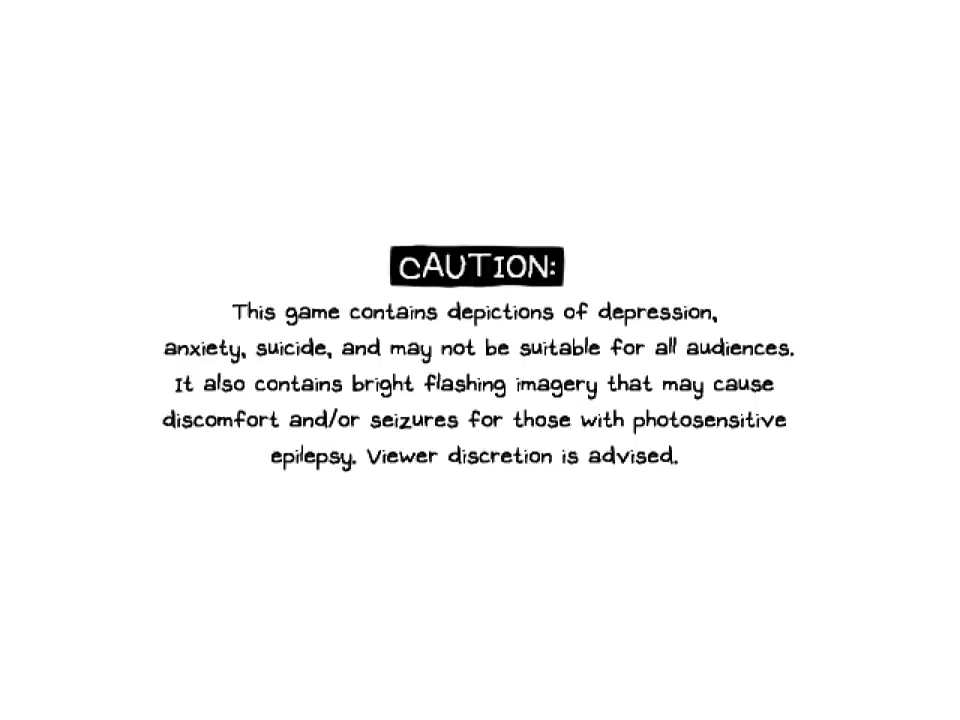 CAUTION:
This game contains depictions of depression,
anxiety, suicide, and may not be suitable for all audiences.
It also contains bright flashing imagery that may cause
discomfort and/or seizures for those with photosensitive
epilepsy. Viewer discretion is advised.